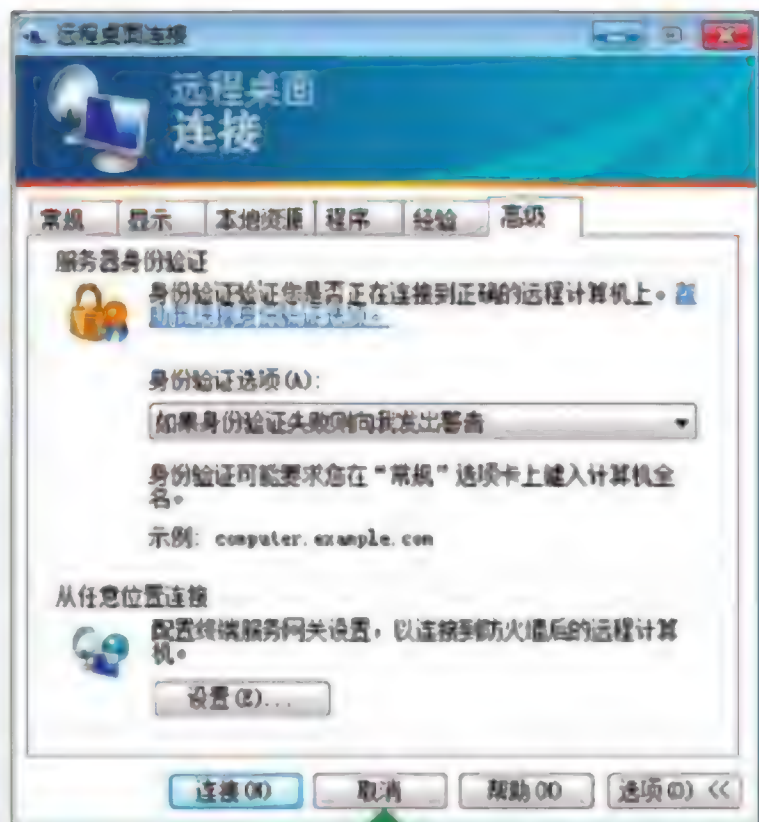 远程桌面连接
远程桌面
连接
常规 显示 本地资源 程序 经验 高级
服务器身份验证
身份验证验证您是否正在连接到正确的远程计算机上。
身份验证选项(A):
如果身份验证失败则向我发出警告
身份验证可能要求您在“常规”选项卡上键入计算机全
名。
示例: computer.example.com
从任意位置连接
配置终端服务网关设置，以连接到防火墙后的远程计算
机。
设置(E)...
连接(N) 取消 帮助(H) 选项(O) <<